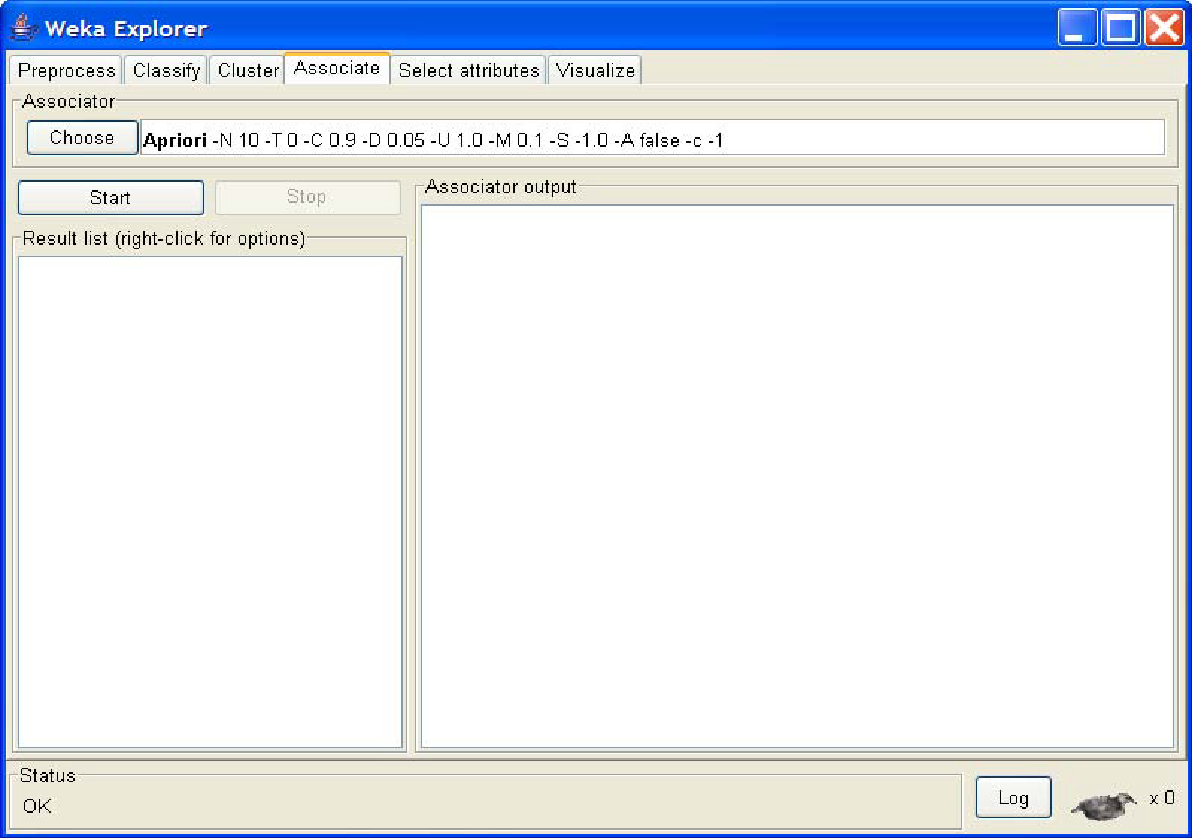 Weka Explorer
Preprocess Classify Cluster Associate Select attributes Visualize
Associator
Choose Apriori -N 10 -T 0 -C 0.9 -D 0.05 -U 1.0 -M 0.1 -S -1.0 -A false -c -1
Start Stop
Associator output
Result list (right-click for options)
Status
OK
Log
x 0